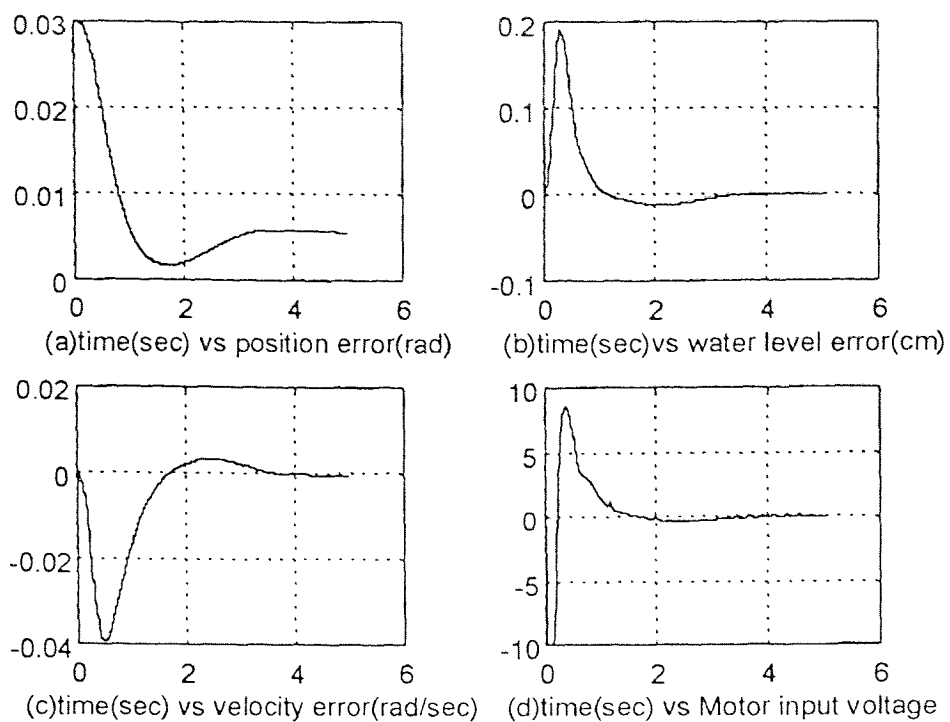 0.03
0.02
0.01
0
0 2 4 6
(a)time(sec) vs position error(rad)
0.2
0.1
0
-0.1
0 2 4 6
(b)time(sec)vs water level error(cm)
0.02
0
-0.02
-0.04
0 2 4 6
(c)time(sec) vs velocity error(rad/sec)
10
5
0
-5
-10
0 2 4 6
(d)time(sec) vs Motor input voltage